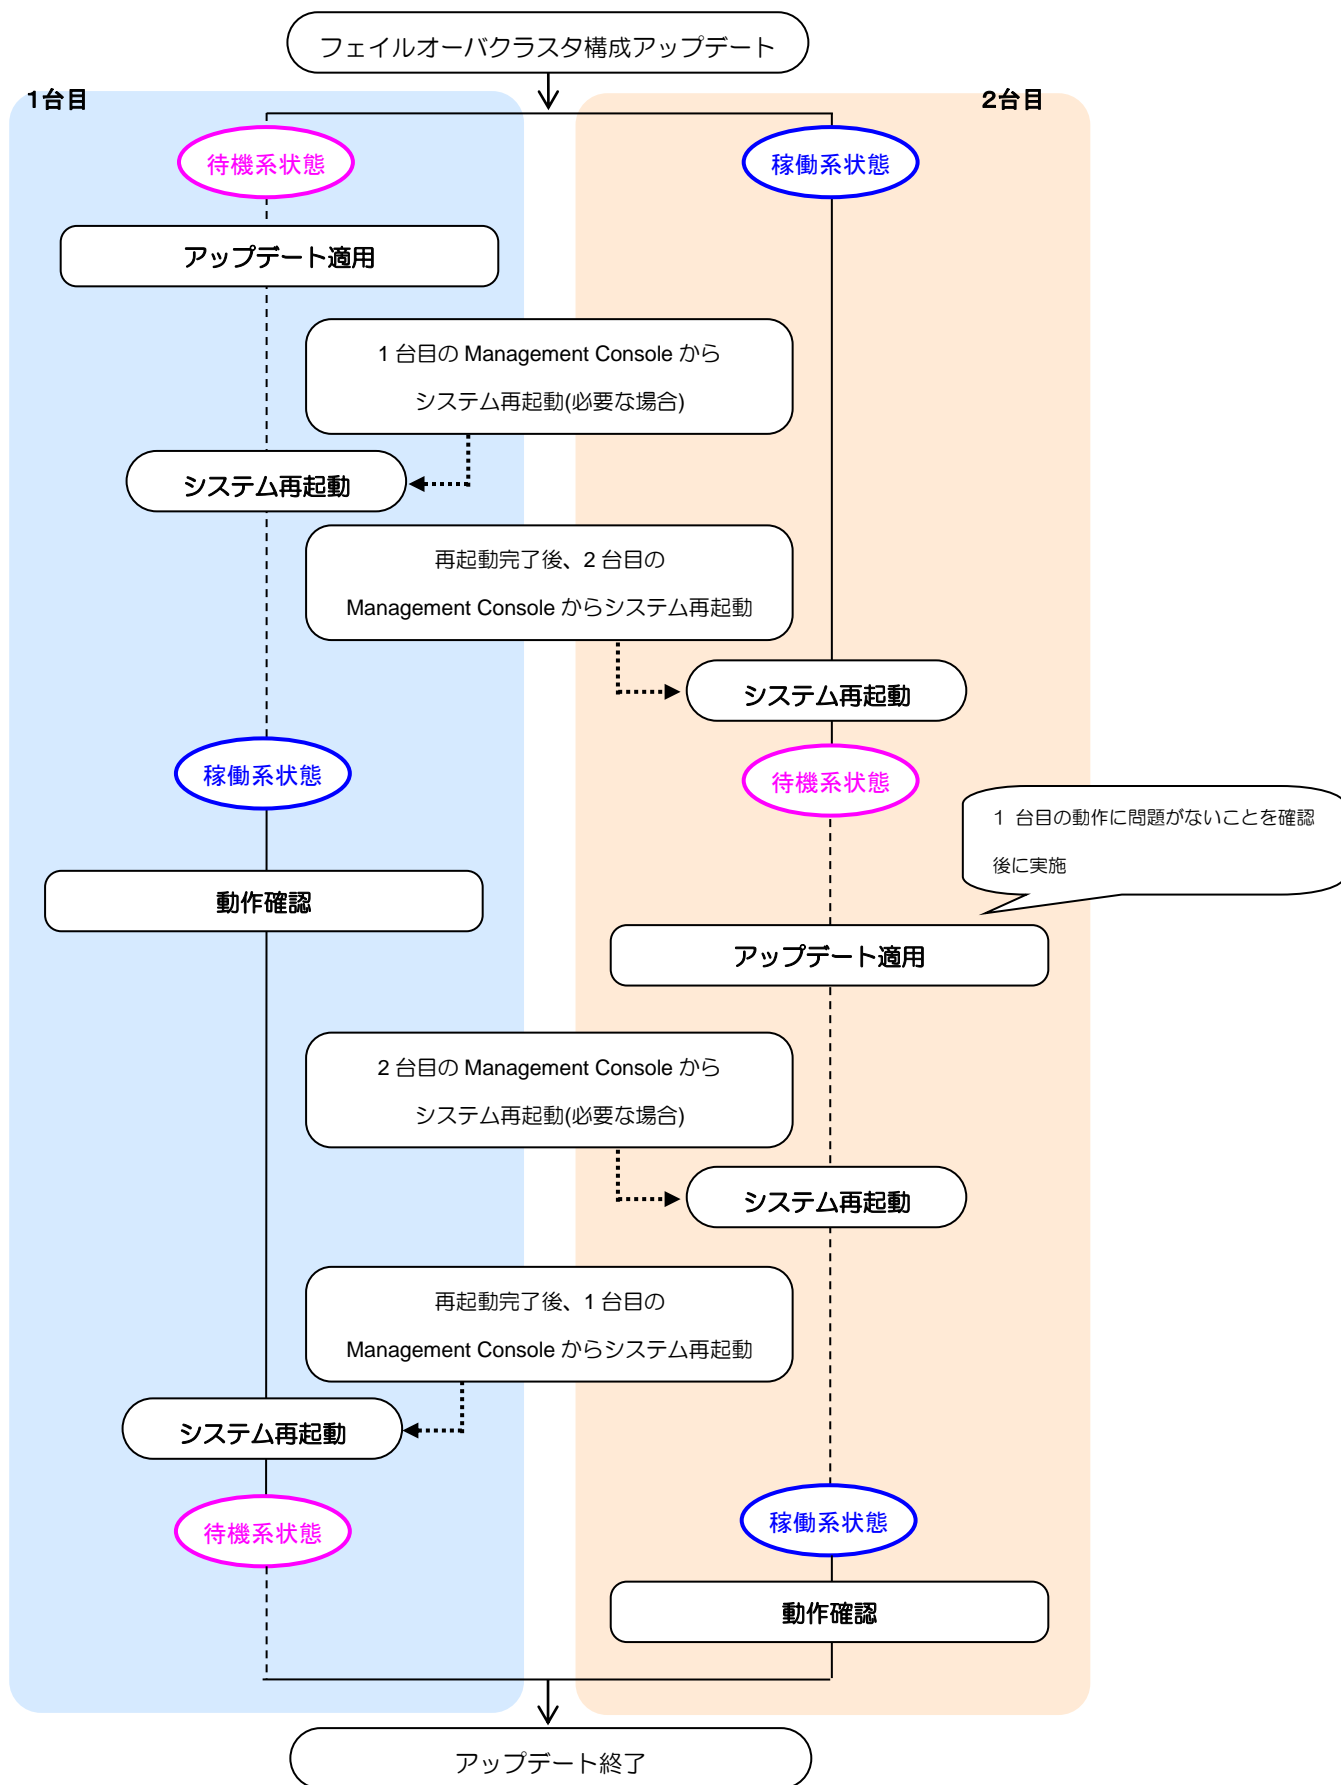 フェイルオーバクラスタ構成アップデート
1台目
2台目
待機系状態
稼働系状態
アップデート適用
1 台目の Management Console から
システム再起動(必要な場合)
システム再起動
再起動完了後、2 台目の
Management Console からシステム再起動
システム再起動
稼働系状態
待機系状態
1 台目の動作に問題がないことを確認
後に実施
動作確認
アップデート適用
2 台目の Management Console から
システム再起動(必要な場合)
システム再起動
再起動完了後、1 台目の
Management Console からシステム再起動
システム再起動
待機系状態
稼働系状態
動作確認
アップデート終了